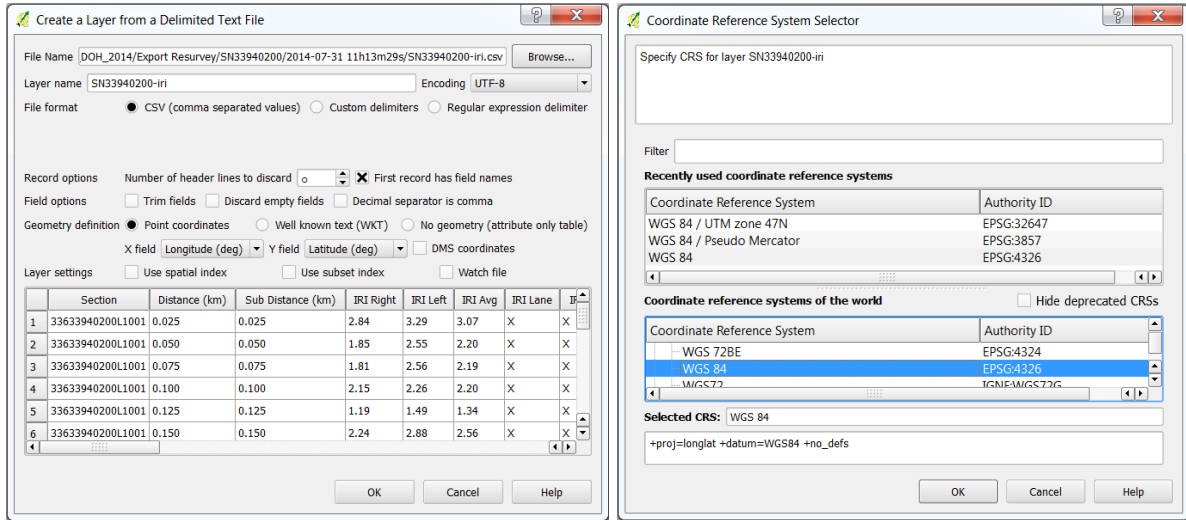 Create a Layer from a Delimited Text File
File Name DOH_2014/Export Resurvey/SN33940200/2014-07-31 11h13m29s/SN33940200-iri.csv Browse...
Layer name SN33940200-iri Encoding UTF-8
File format CSV (comma separated values) Custom delimiters Regular expression delimiter
Record options Number of header lines to discard 0 First record has field names
Field options Trim fields Discard empty fields Decimal separator is comma
Geometry definition Point coordinates Well known text (WKT) No geometry (attribute only table)
X field Longitude (deg) Y field Latitude (deg) DMS coordinates
Layer settings Use spatial index Use subset index Watch file
Section Distance (km) Sub Distance (km) IRI Right IRI Left IRI Avg IRI Lane
1 33633940200L1001 0.025 0.025 2.84 3.29 3.07 X X
2 33633940200L1001 0.050 0.050 1.85 2.55 2.20 X X
3 33633940200L1001 0.075 0.075 1.81 2.56 2.19 X X
4 33633940200L1001 0.100 0.100 2.15 2.26 2.20 X X
5 33633940200L1001 0.125 0.125 1.19 1.49 1.34 X X
6 33633940200L1001 0.150 0.150 2.24 2.88 2.56 X X
OK Cancel Help
Coordinate Reference System Selector
Specify CRS for layer SN33940200-iri
Filter
Recently used coordinate reference systems
Coordinate Reference System Authority ID
WGS 84 / UTM zone 47N EPSG:32647
WGS 84 / Pseudo Mercator EPSG:3857
WGS 84 EPSG:4326
Coordinate reference systems of the world Hide deprecated CRSs
Coordinate Reference System Authority ID
WGS 72BE EPSG:4324
WGS 84 EPSG:4326
WGS72 IGNF:WGS72G
Selected CRS: WGS 84
+proj=longlat +datum=WGS84 +no_defs
OK Cancel Help